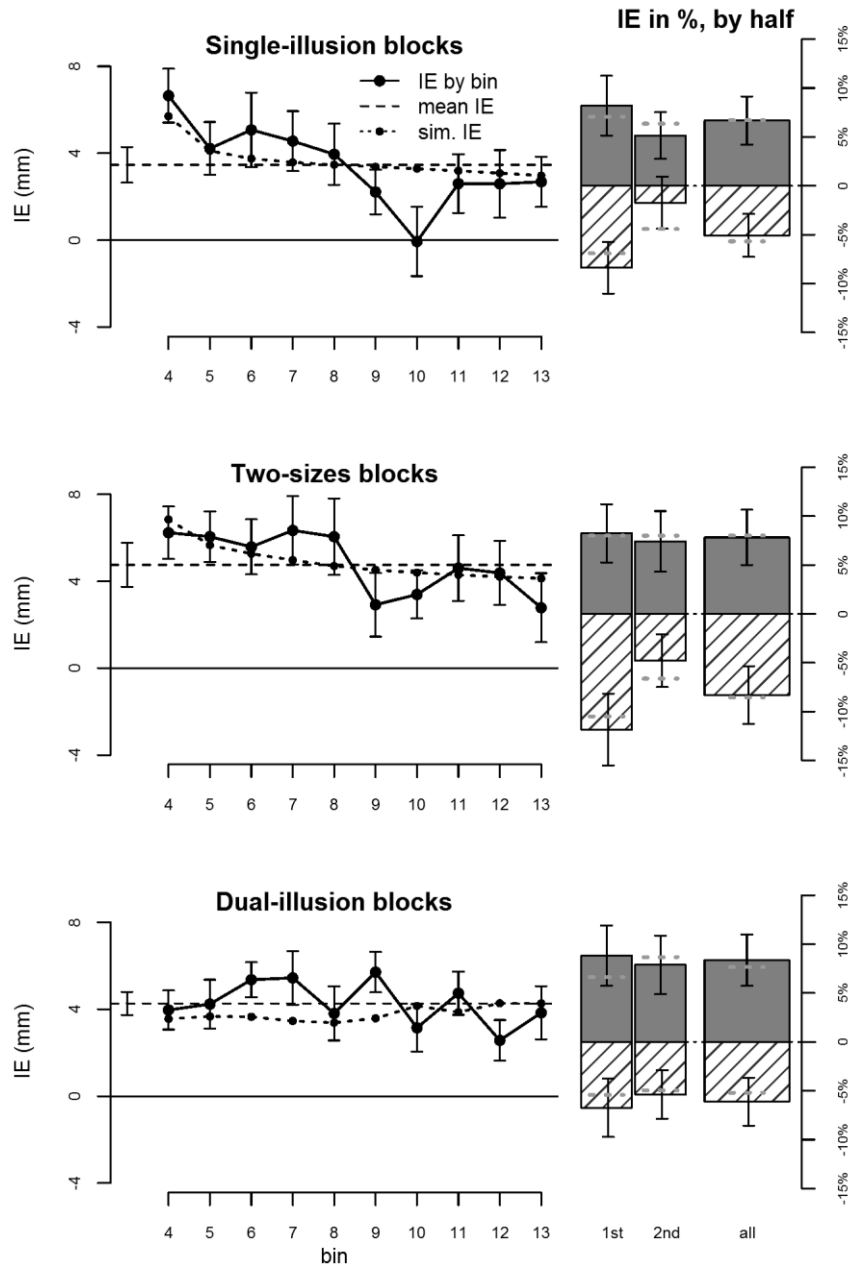 IE in %, by half
Single-illusion blocks
IE by bin
mean IE
sim. IE
IE (mm)
8
4
0
-4
4 5 6 7 8 9 10 11 12 13
15%
10%
5%
0
-5%
-10%
-15%
Two-sizes blocks
IE (mm)
8
4
0
-4
4 5 6 7 8 9 10 11 12 13
15%
10%
5%
0
-5%
-10%
-15%
Dual-illusion blocks
IE (mm)
8
4
0
-4
4 5 6 7 8 9 10 11 12 13
bin
15%
10%
5%
0
-5%
-10%
-15%
1st 2nd all